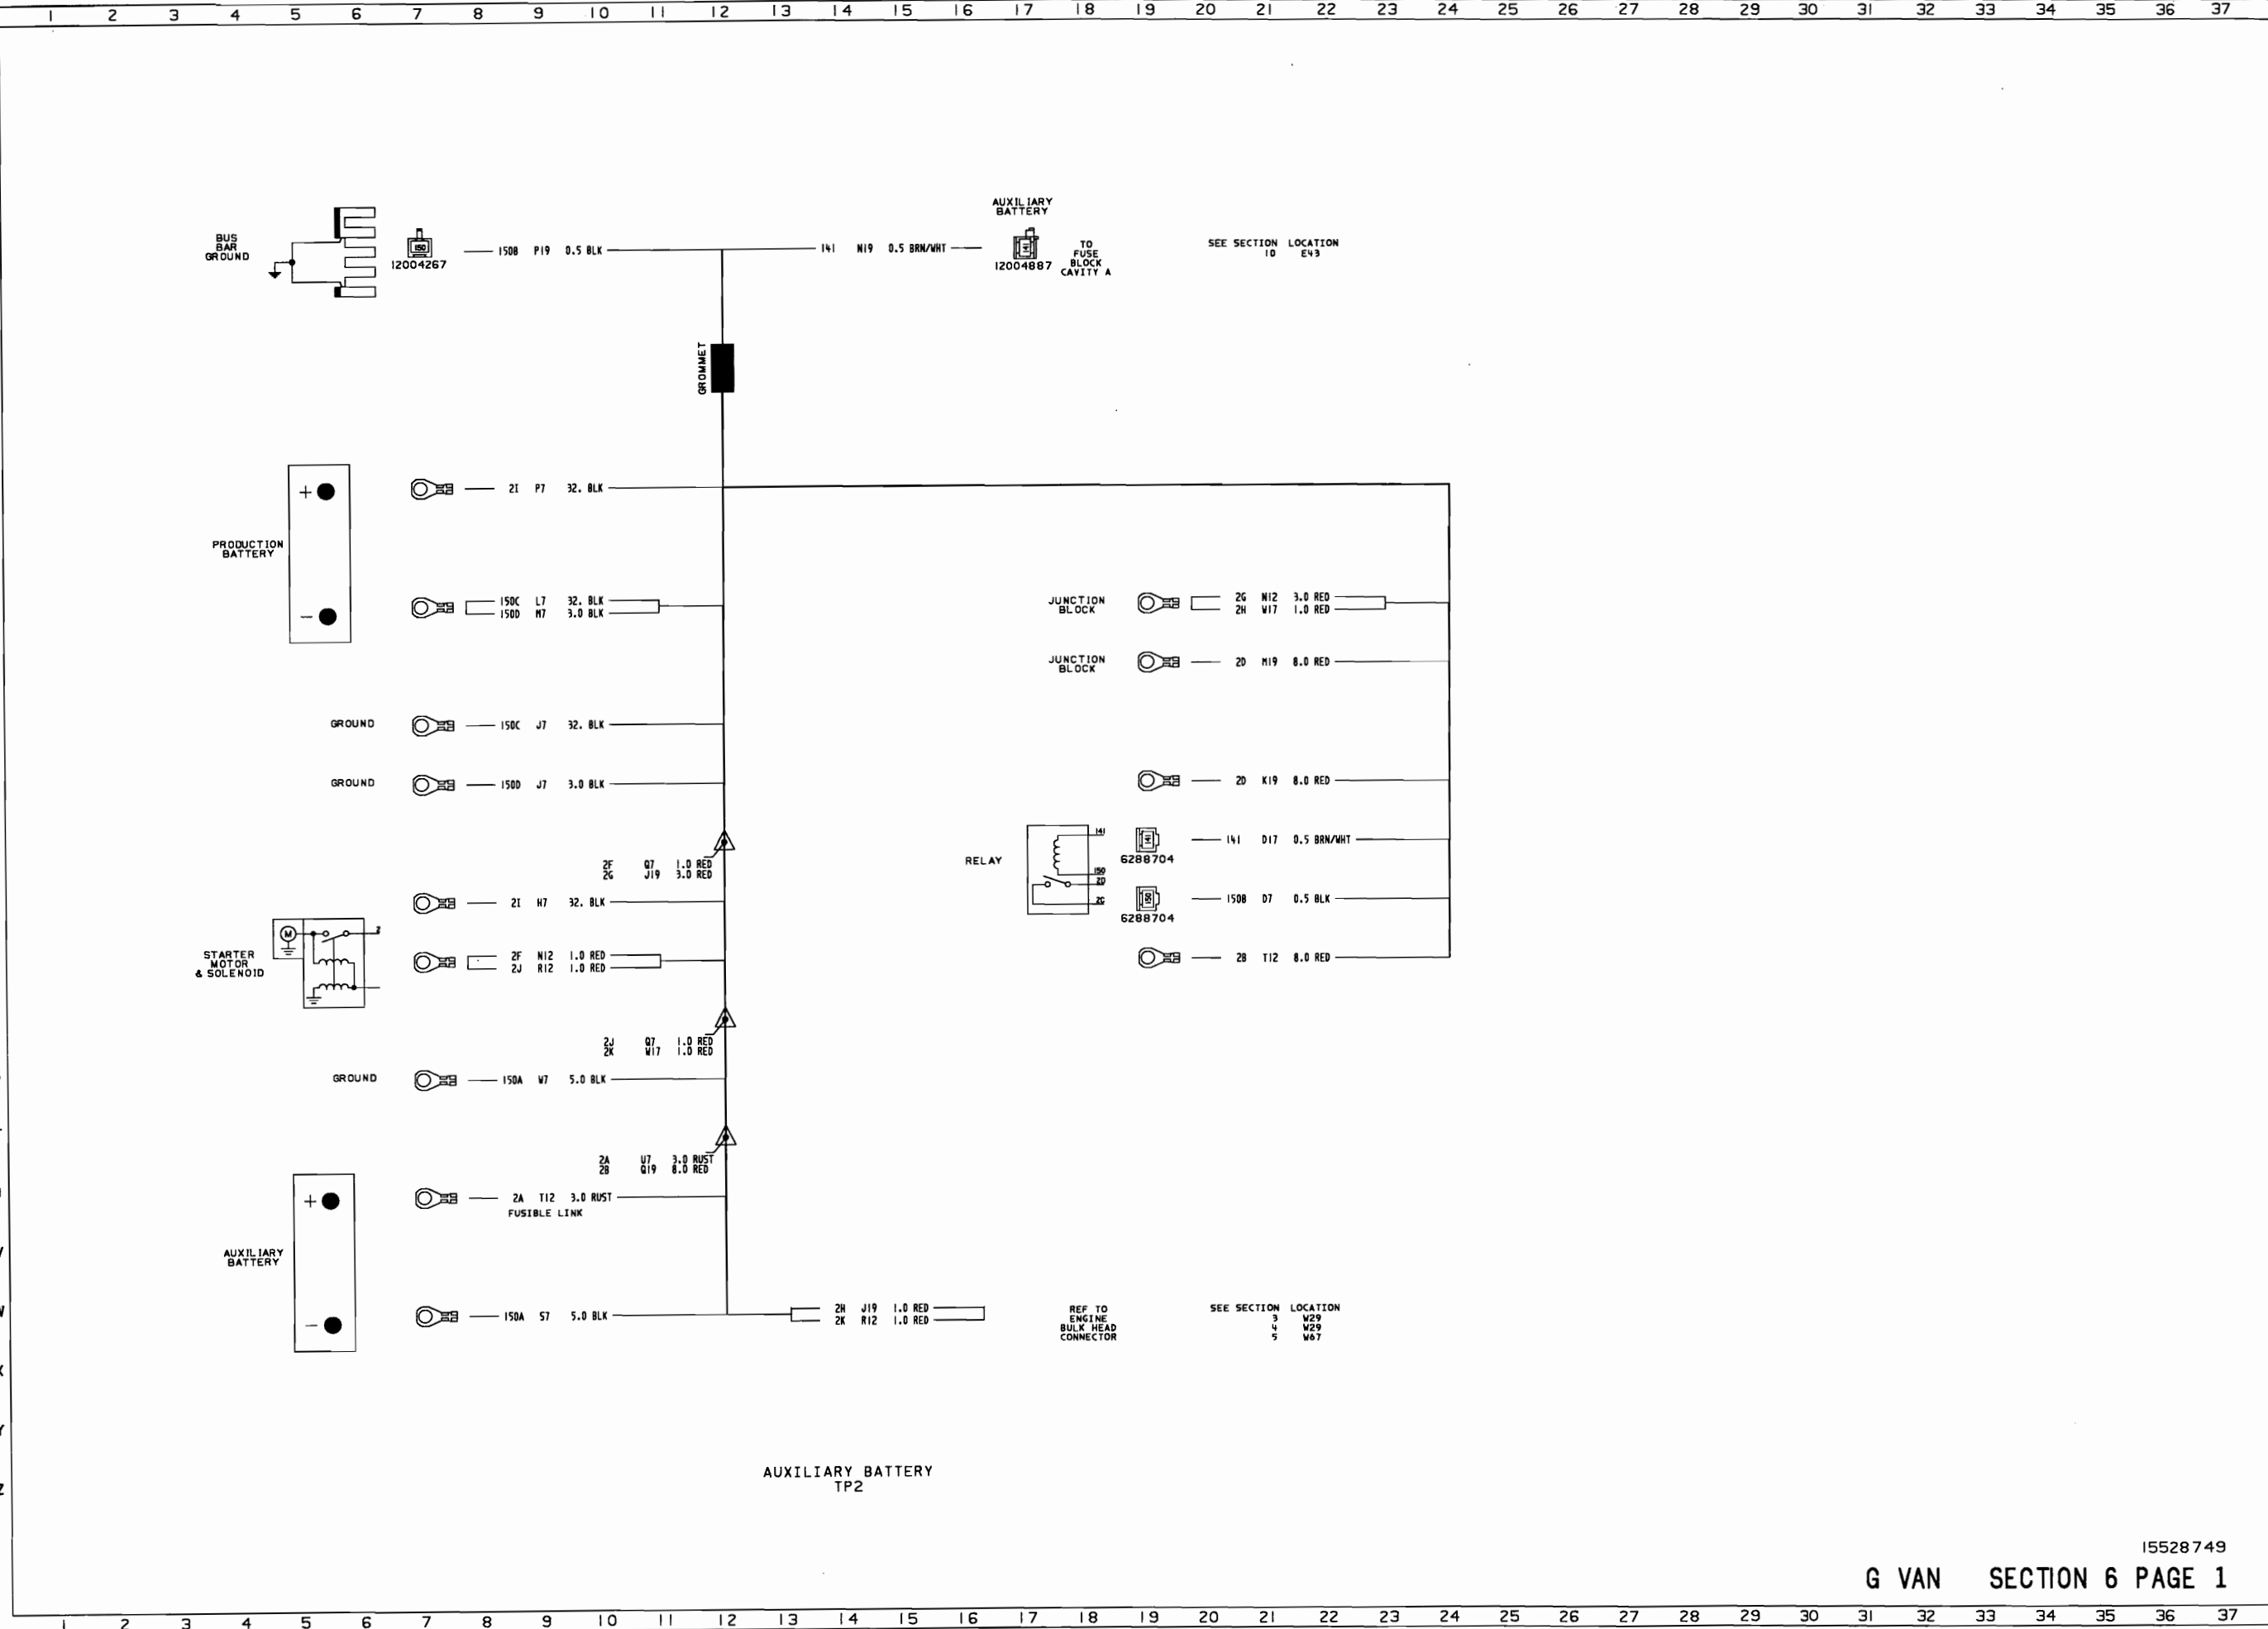 1 2 3 4 5 6 7 8 9 10 11 12 13 14 15 16 17 18 19 20 21 22 23 24 25 26 27 28 29 30 31 32 33 34 35 36 37
AUXILIARY
BATTERY
BUS
BAR
GROUND
150
12004267
150B P19 0.5 BLK
141 N19 0.5 BRN/WHT
141
12004887
TO
FUSE
BLOCK
CAVITY A
SEE SECTION LOCATION
10 E43
GROMMET
+
2I P7 32. BLK
PRODUCTION
BATTERY
-
150C L7 32. BLK
150D M7 3.0 BLK
JUNCTION
BLOCK
2G N12 3.0 RED
2H W17 1.0 RED
JUNCTION
BLOCK
2D M19 8.0 RED
GROUND
150C J7 32. BLK
GROUND
150D J7 3.0 BLK
2D K19 8.0 RED
2F Q7 1.0 RED
2G J19 3.0 RED
RELAY
141
150
2D
2G
141
6288704
141 D17 0.5 BRN/WHT
150
6288704
150B D7 0.5 BLK
2I H7 32. BLK
STARTER
MOTOR
& SOLENOID
M
2
2F N12 1.0 RED
2J R12 1.0 RED
2B T12 8.0 RED
2J Q7 1.0 RED
2K W17 1.0 RED
GROUND
150A W7 5.0 BLK
2A U7 3.0 RUST
2B Q19 8.0 RED
+
2A T12 3.0 RUST
FUSIBLE LINK
AUXILIARY
BATTERY
-
150A S7 5.0 BLK
2H J19 1.0 RED
2K R12 1.0 RED
REF TO
ENGINE
BULK HEAD
CONNECTOR
SEE SECTION LOCATION
3 W29
4 W29
5 W67
Y
Z
AUXILIARY BATTERY
TP2
15528749
G VAN SECTION 6 PAGE 1
1 2 3 4 5 6 7 8 9 10 11 12 13 14 15 16 17 18 19 20 21 22 23 24 25 26 27 28 29 30 31 32 33 34 35 36 37